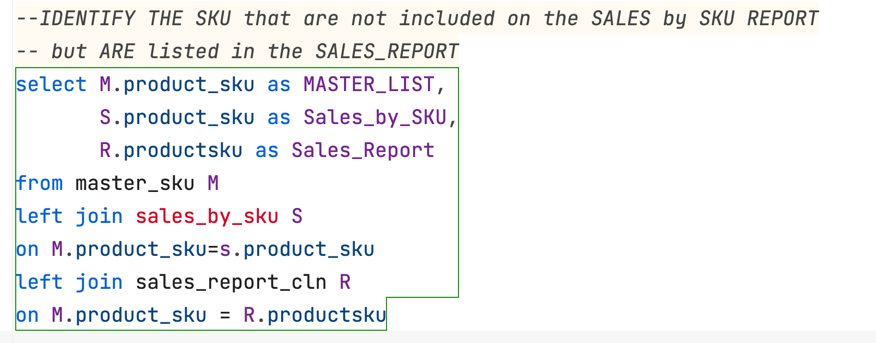 --IDENTIFY THE SKU that are not included on the SALES by SKU REPORT
-- but ARE listed in the SALES_REPORT
select M.product_sku as MASTER_LIST,
S.product_sku as Sales_by_SKU,
R.productsku as Sales_Report
from master_sku M
left join sales_by_sku S
on M.product_sku=s.product_sku
left join sales_report_cln R
on M.product_sku = R.productsku